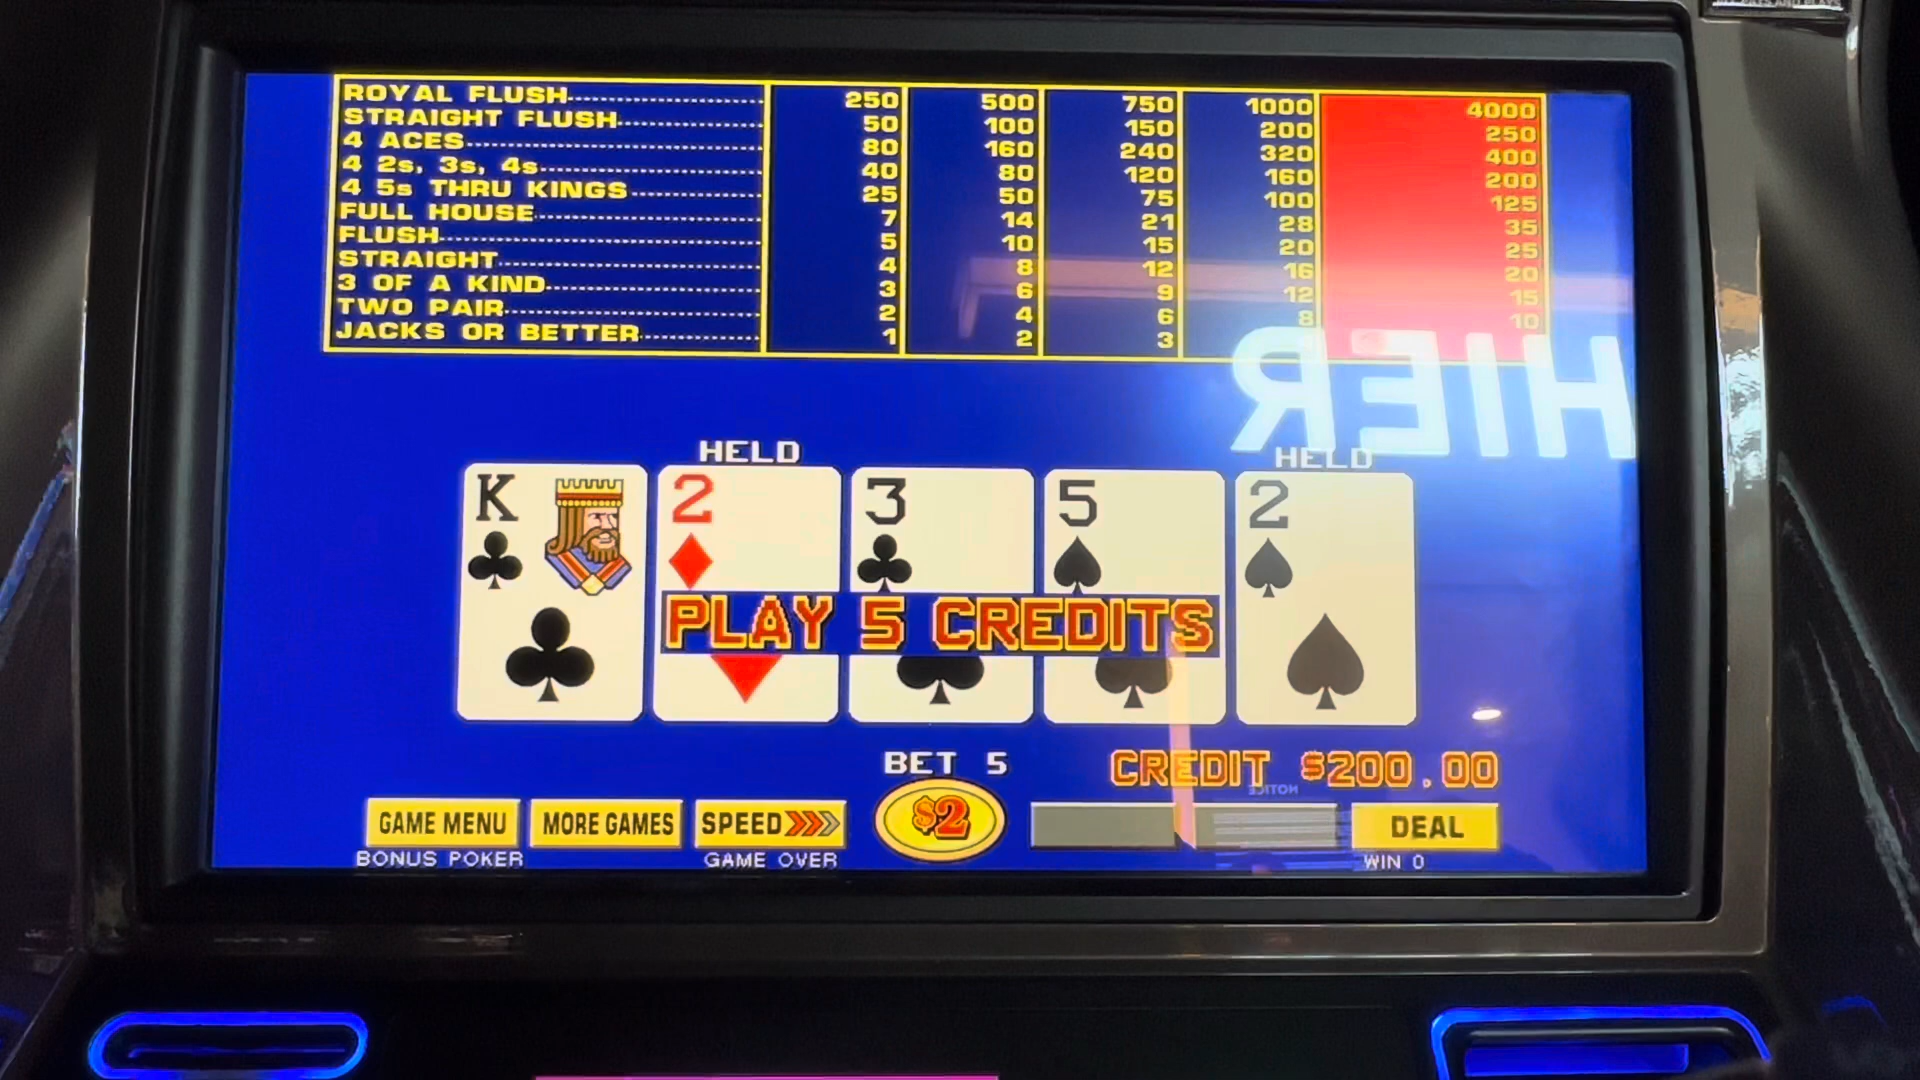 ROYAL FLUSH 250 500 750 1000 4000
STRAIGHT FLUSH 50 100 150 200 250
4 ACES 80 160 240 320 400
4 2s, 3s, 4s 40 80 120 160 200
4 5s THRU KINGS 25 50 75 100 125
FULL HOUSE 7 14 21 28 35
FLUSH 5 10 15 20 25
STRAIGHT 4 8 12 16 20
3 OF A KIND 3 6 9 12 15
TWO PAIR 2 4 6 8 10
JACKS OR BETTER 1 2 3
HIER
HELD HELD
K 2 3 5 2
PLAY 5 CREDITS
BET 5 CREDIT $200.00
NOTICE
GAME MENU MORE GAMES SPEED $2 DEAL
BONUS POKER GAME OVER WIN 0